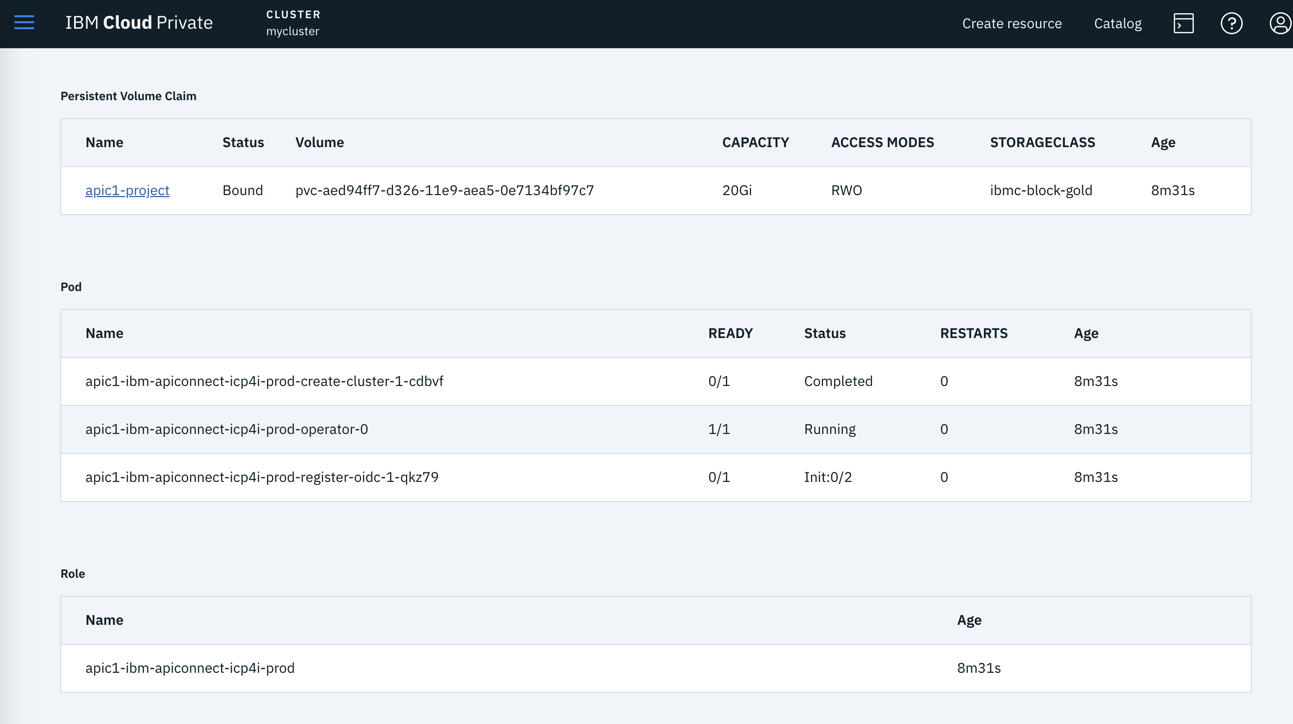 IBM Cloud Private
CLUSTER
mycluster
Create resource
Catalog
Persistent Volume Claim
Name Status Volume CAPACITY ACCESS MODES STORAGECLASS Age
apic1-project Bound pvc-aed94ff7-d326-11e9-aea5-0e7134bf97c7 20Gi RWO ibmc-block-gold 8m31s
Pod
Name READY Status RESTARTS Age
apic1-ibm-apiconnect-icp4i-prod-create-cluster-1-cdbvf 0/1 Completed 0 8m31s
apic1-ibm-apiconnect-icp4i-prod-operator-0 1/1 Running 0 8m31s
apic1-ibm-apiconnect-icp4i-prod-register-oidc-1-qkz79 0/1 Init:0/2 0 8m31s
Role
Name Age
apic1-ibm-apiconnect-icp4i-prod 8m31s